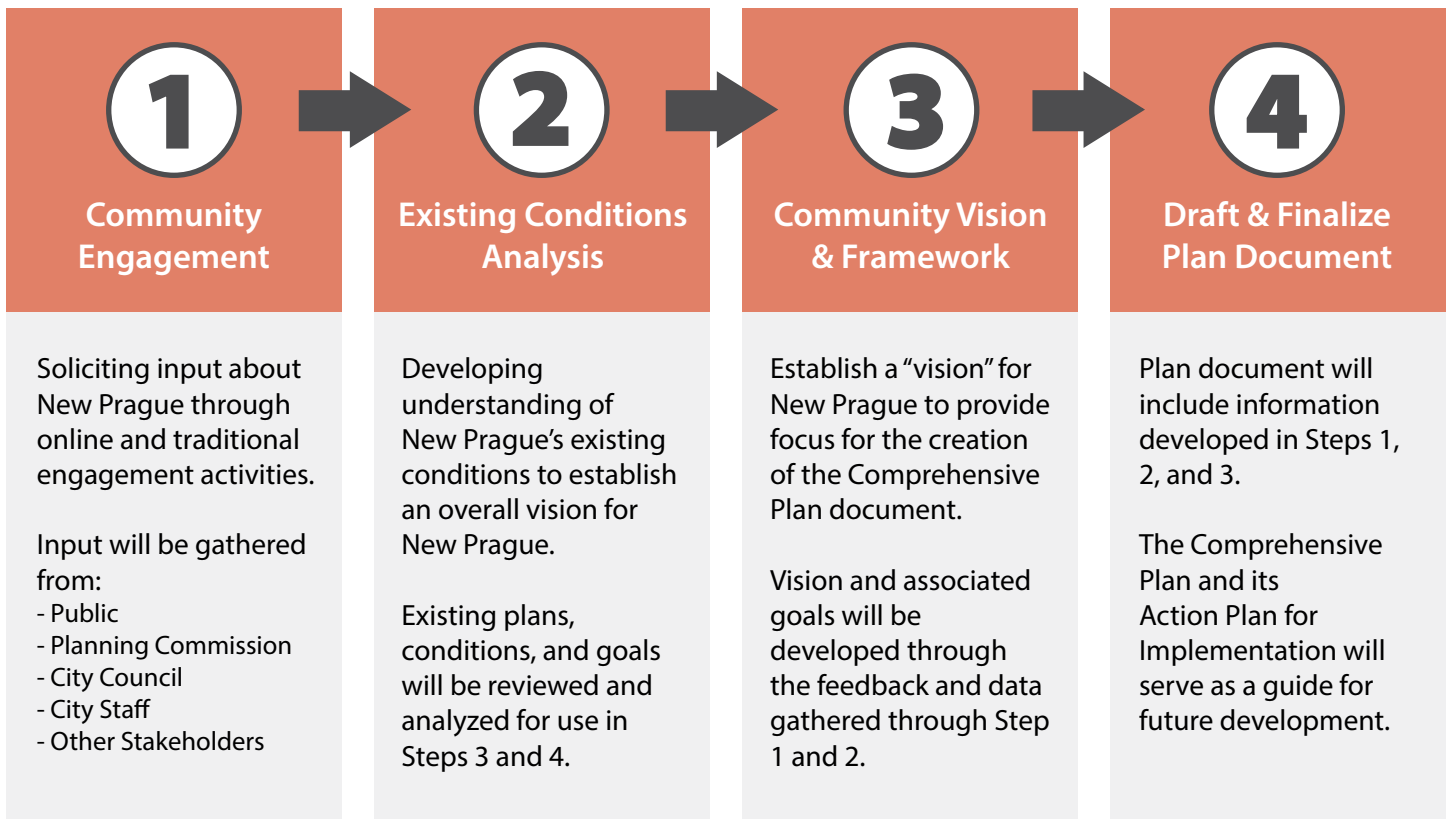 1
Community
Engagement
Soliciting input about
New Prague through
online and traditional
engagement activities.
Input will be gathered
from:
- Public
- Planning Commission
- City Council
- City Staff
- Other Stakeholders
2
Existing Conditions
Analysis
Developing
understanding of
New Prague’s existing
conditions to establish
an overall vision for
New Prague.
Existing plans,
conditions, and goals
will be reviewed and
analyzed for use in
Steps 3 and 4.
3
Community Vision
& Framework
Establish a “vision” for
New Prague to provide
focus for the creation
of the Comprehensive
Plan document.
Vision and associated
goals will be
developed through
the feedback and data
gathered through Step
1 and 2.
4
Draft & Finalize
Plan Document
Plan document will
include information
developed in Steps 1,
2, and 3.
The Comprehensive
Plan and its
Action Plan for
Implementation will
serve as a guide for
future development.